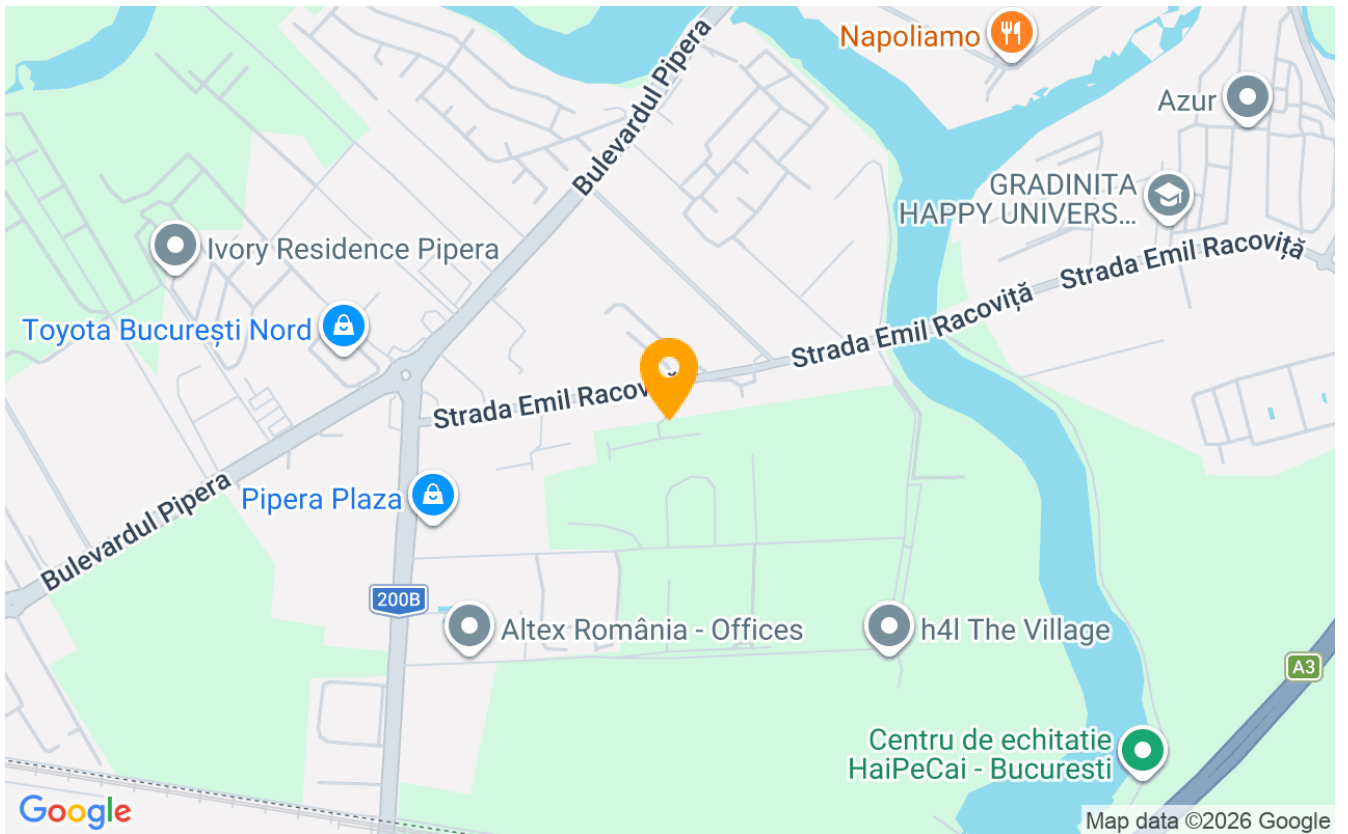 Napoliamo
Bulevardul Pipera
Azur
GRADINITA
HAPPY UNIVERS...
Ivory Residence Pipera
Strada Emil Racoviță
Toyota București Nord
Strada Emil Racoviță
Strada Emil Racov
Pipera Plaza
Bulevardul Pipera
200B
Altex România - Offices
h4l The Village
A3
Centru de echitatie
HaiPeCai - Bucuresti
Google
Map data ©2026 Google